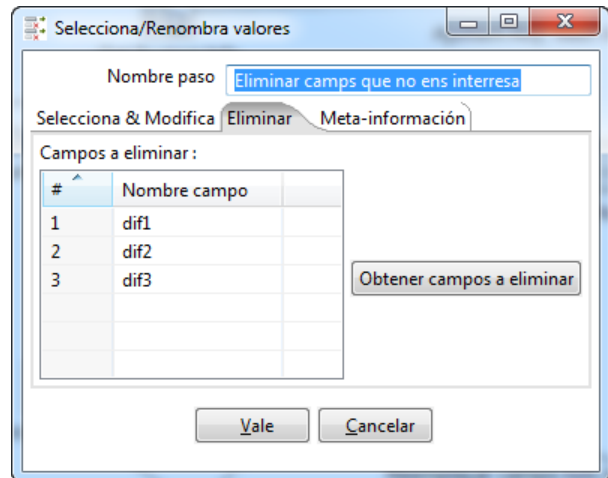 Selecciona/Renombra valores
Nombre paso Eliminar camps que no ens interresa
Selecciona & Modifica Eliminar Meta-información
Campos a eliminar :
# Nombre campo
1 dif1
2 dif2
3 dif3
Obtener campos a eliminar
Vale Cancelar